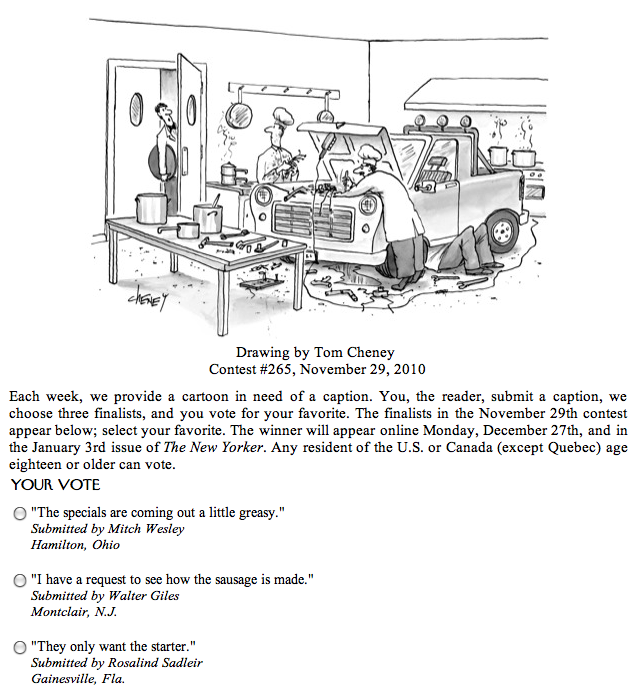 CHENEY
Drawing by Tom Cheney
Contest #265, November 29, 2010
Each week, we provide a cartoon in need of a caption. You, the reader, submit a caption, we
choose three finalists, and you vote for your favorite. The finalists in the November 29th contest
appear below; select your favorite. The winner will appear online Monday, December 27th, and in
the January 3rd issue of The New Yorker. Any resident of the U.S. or Canada (except Quebec) age
eighteen or older can vote.
YOUR VOTE
"The specials are coming out a little greasy."
Submitted by Mitch Wesley
Hamilton, Ohio
"I have a request to see how the sausage is made."
Submitted by Walter Giles
Montclair, N.J.
"They only want the starter."
Submitted by Rosalind Sadleir
Gainesville, Fla.